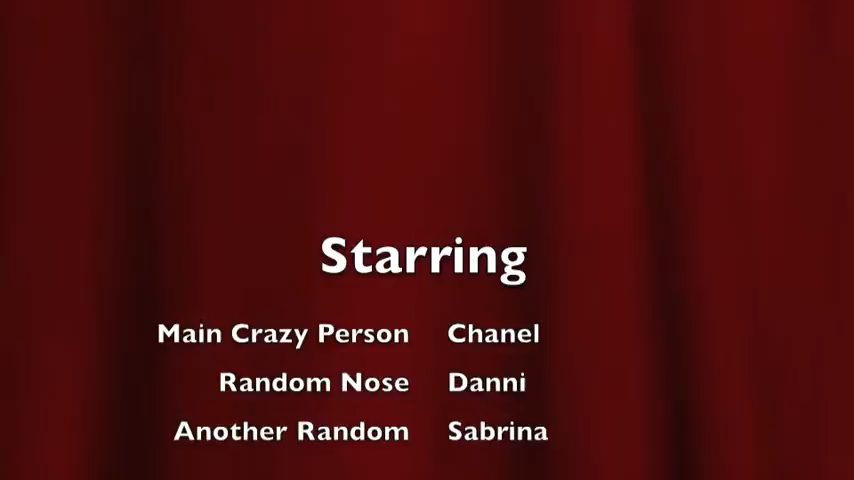 Starring
Main Crazy Person Chanel
Random Nose Danni
Another Random Sabrina